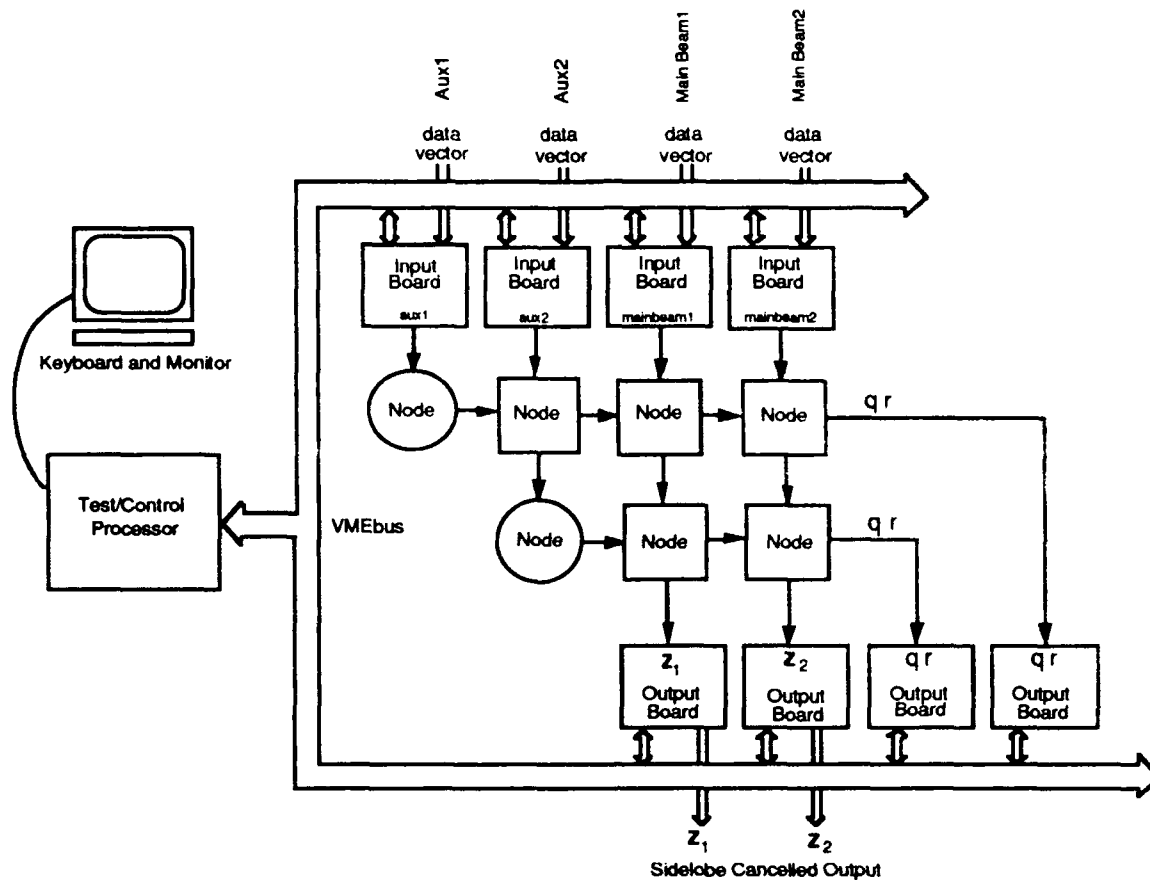 Aux1
Aux2
Main Beam1
Main Beam2
data
vector
data
vector
data
vector
data
vector
Input
Board
aux1
Input
Board
aux2
Input
Board
mainbeam1
Input
Board
mainbeam2
Keyboard and Monitor
Node
Node
Node
Node
q r
Test/Control
Processor
VMEbus
Node
Node
Node
q r
z1
Output
Board
z2
Output
Board
q r
Output
Board
q r
Output
Board
z1
z2
Sidelobe Cancelled Output